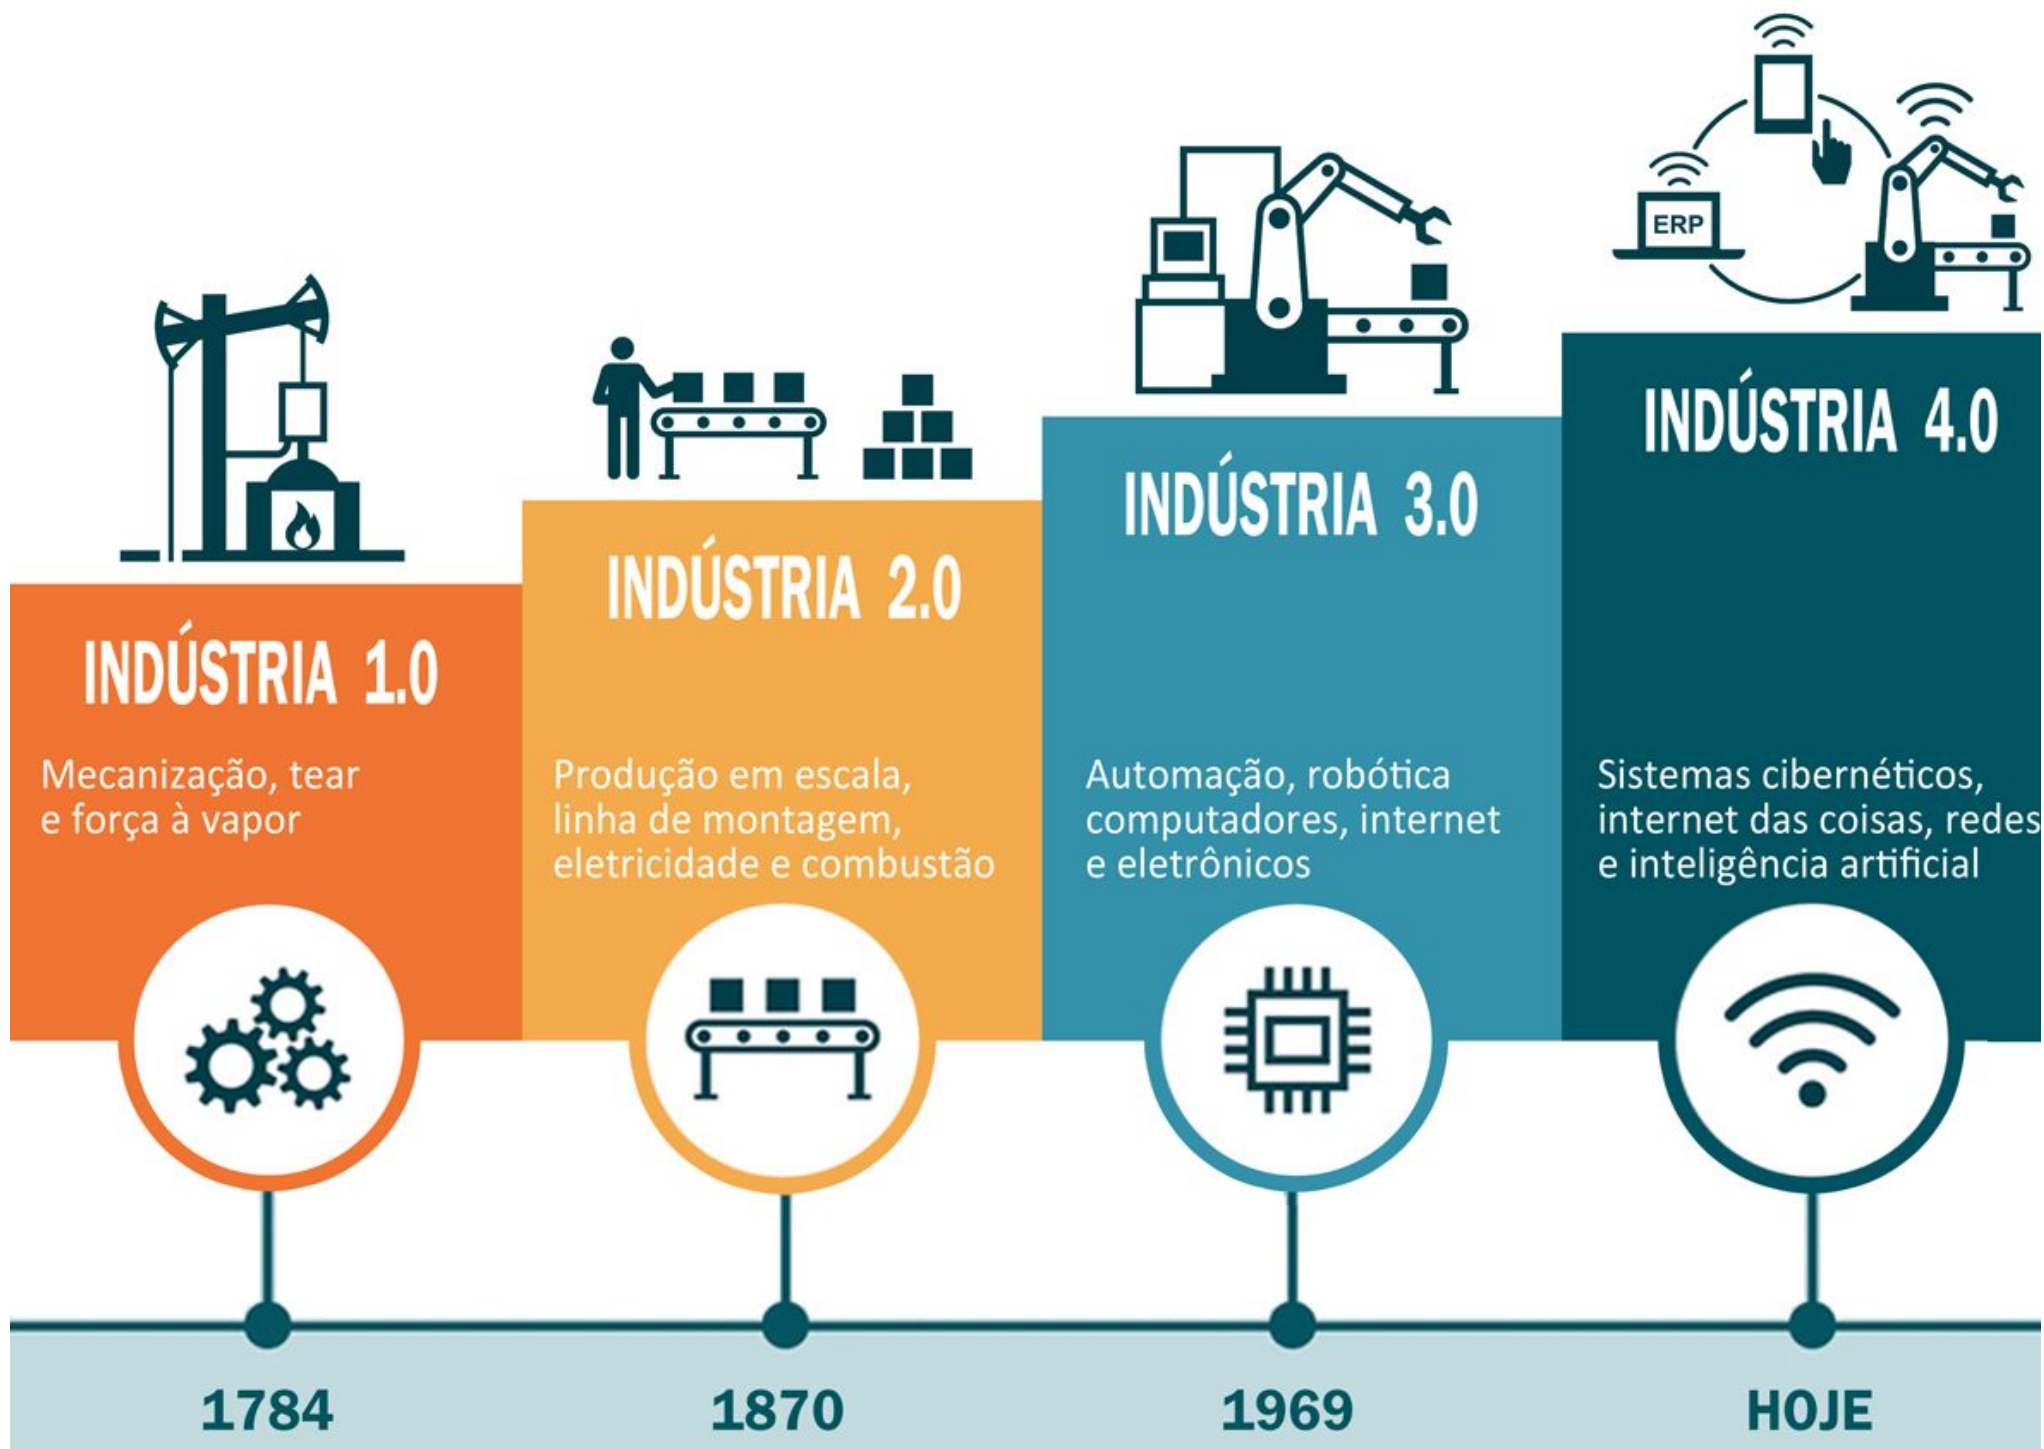 ERP
INDÚSTRIA 1.0
Mecanização, tear
e força à vapor
1784
INDÚSTRIA 2.0
Produção em escala,
linha de montagem,
eletricidade e combustão
1870
INDÚSTRIA 3.0
Automação, robótica
computadores, internet
e eletrônicos
1969
INDÚSTRIA 4.0
Sistemas cibernéticos,
internet das coisas, redes
e inteligência artificial
HOJE